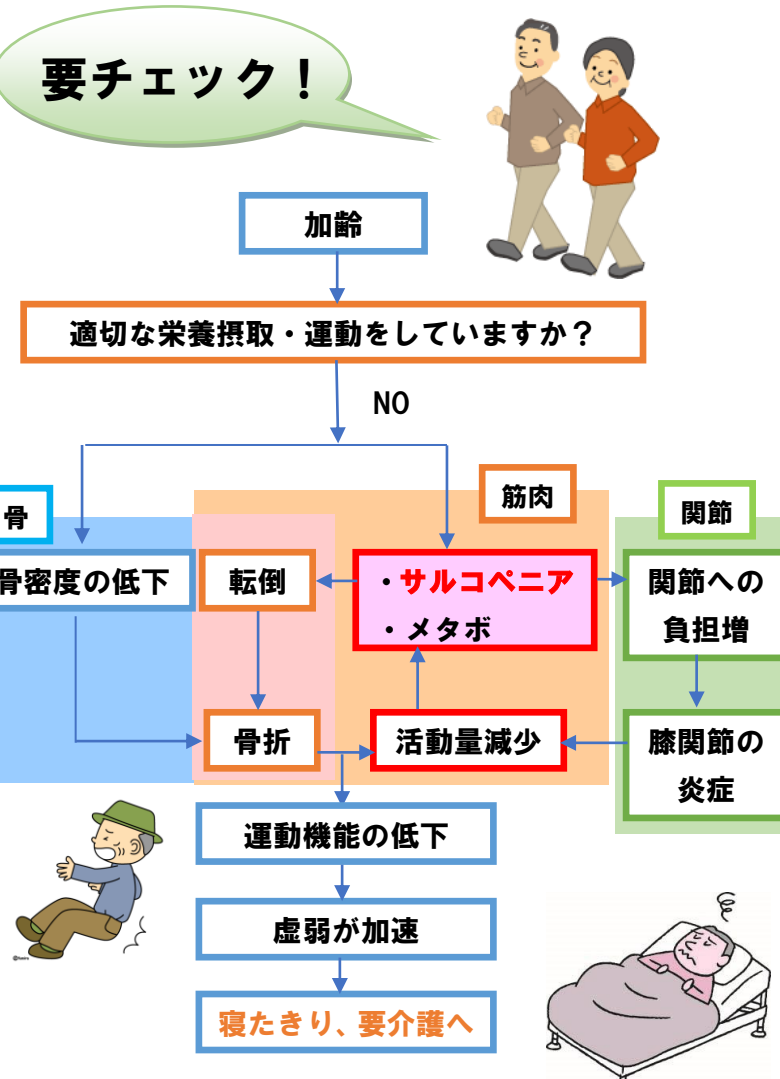 要チェック！
加齢
適切な栄養摂取・運動をしていますか？
NO
骨
筋肉
関節
骨密度の低下
転倒
・サルコペニア
・メタボ
関節への
負担増
骨折
活動量減少
膝関節の
炎症
運動機能の低下
虚弱が加速
寝たきり、要介護へ